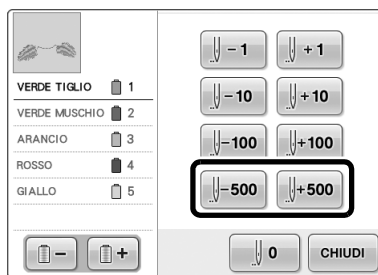 VERDE TIGLIO 1
VERDE MUSCHIO 2
ARANCIO 3
ROSSO 4
GIALLO 5
− +
−1 +1
−10 +10
−100 +100
−500 +500
0 CHIUDI